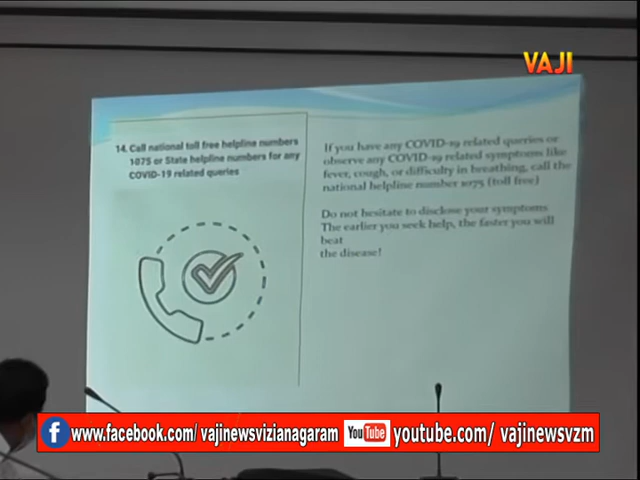 VAJI
14. Call national toll free helpline numbers
1075 or State helpline numbers for any
COVID-19 related queries
If you have any COVID-19 related queries or
observe any COVID-19 related symptoms like
fever, cough, or difficulty in breathing, call the
national helpline number 1075 (toll free)
Do not hesitate to disclose your symptoms
The earlier you seek help, the faster you will
beat
the disease!
www.facebook.com/ vajinewsvizianagaram
YouTube
youtube.com/ vajinewsvzm